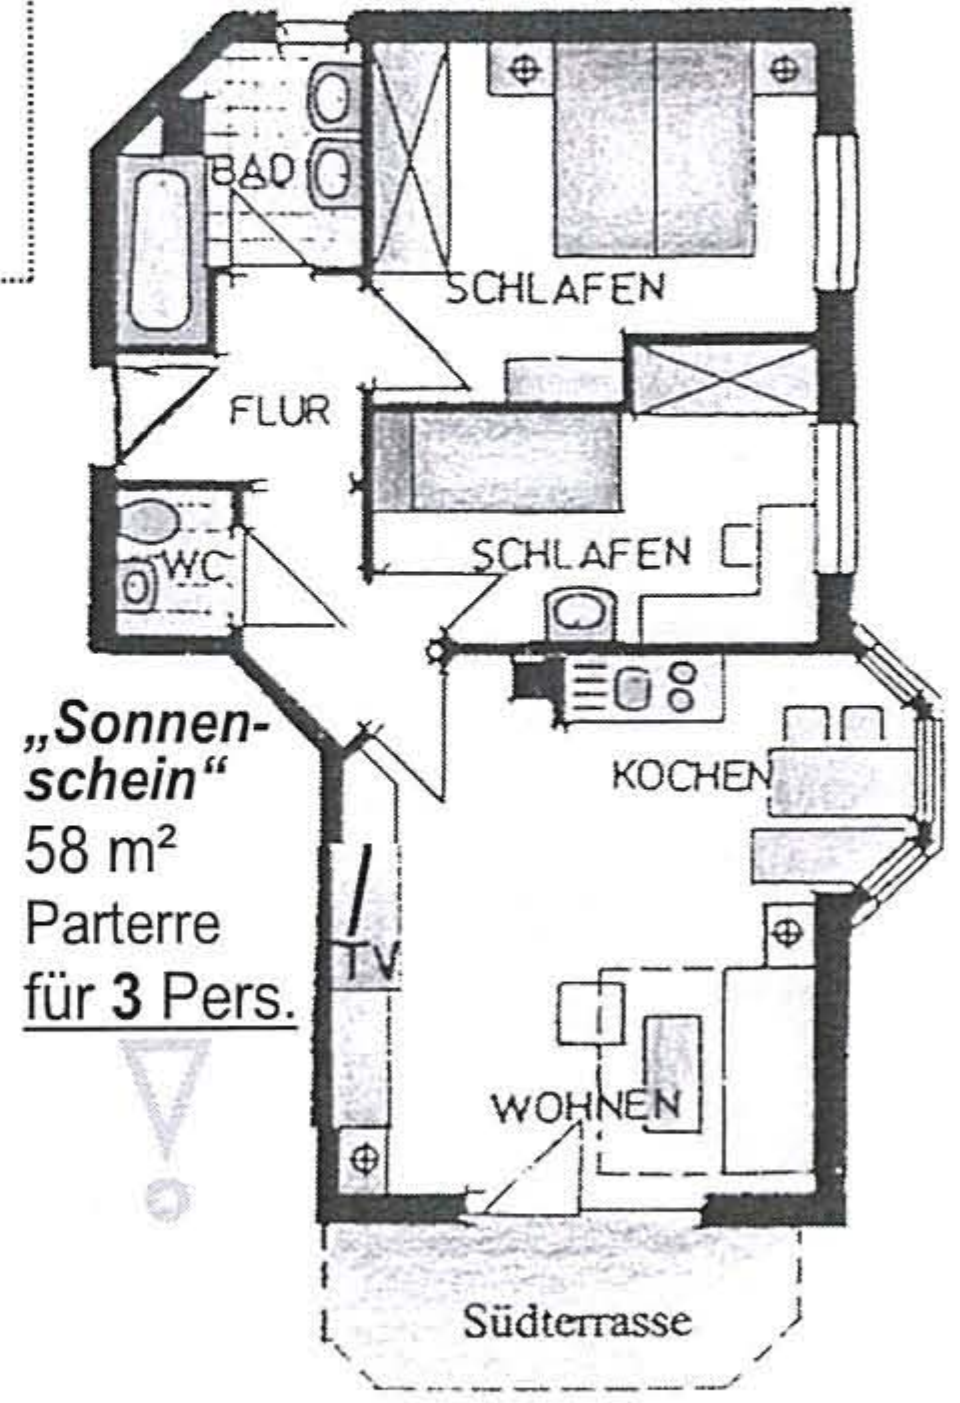 BAD
SCHLAFEN
FLUR
SCHLAFEN
WC
„Sonnen-
schein“
58 m²
Parterre
für 3 Pers.
KOCHEN
TV
WOHNEN
Südterrasse